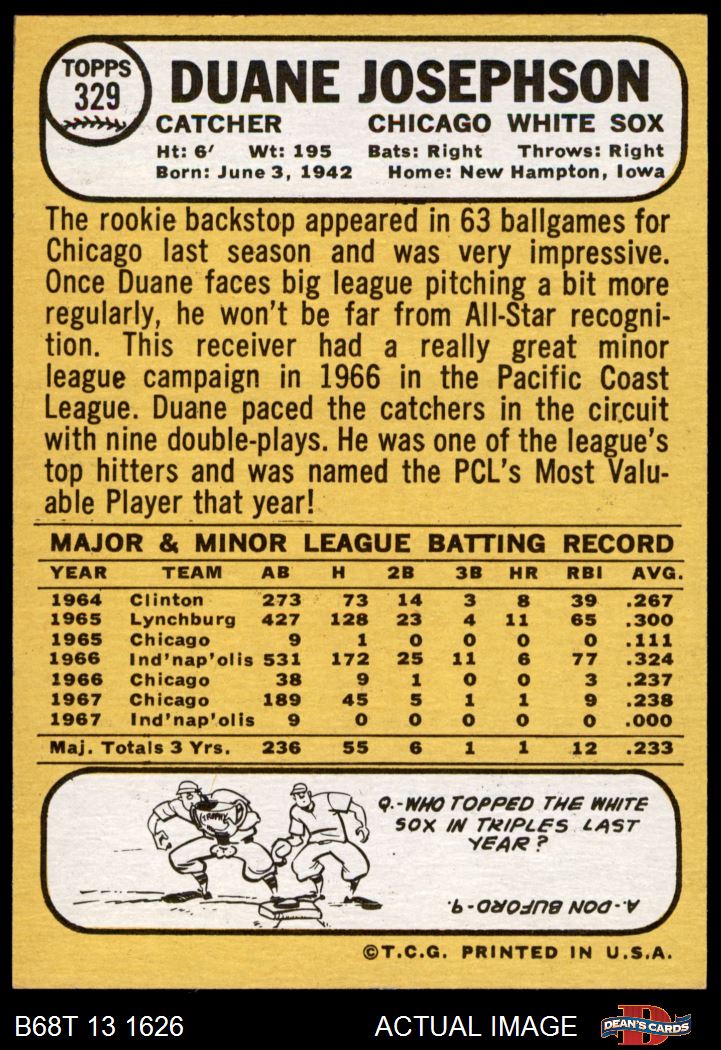 TOPPS
329
DUANE JOSEPHSON
CATCHER CHICAGO WHITE SOX
Ht: 6′ Wt: 195 Bats: Right Throws: Right
Born: June 3, 1942 Home: New Hampton, Iowa
The rookie backstop appeared in 63 ballgames for
Chicago last season and was very impressive.
Once Duane faces big league pitching a bit more
regularly, he won't be far from All-Star recogni-
tion. This receiver had a really great minor
league campaign in 1966 in the Pacific Coast
League. Duane paced the catchers in the circuit
with nine double-plays. He was one of the league's
top hitters and was named the PCL's Most Valu-
able Player that year!
MAJOR & MINOR LEAGUE BATTING RECORD
YEAR TEAM AB H 2B 3B HR RBI AVG.
1964 Clinton 273 73 14 3 8 39 .267
1965 Lynchburg 427 128 23 4 11 65 .300
1965 Chicago 9 1 0 0 0 0 .111
1966 Ind'nap'olis 531 172 25 11 6 77 .324
1966 Chicago 38 9 1 0 0 3 .237
1967 Chicago 189 45 5 1 1 9 .238
1967 Ind'nap'olis 9 0 0 0 0 0 .000
Maj. Totals 3 Yrs. 236 55 6 1 1 12 .233
TROPHY
Q.-WHO TOPPED THE WHITE
SOX IN TRIPLES LAST
YEAR?
A.-DON BUFORD-9.
©T.C.G. PRINTED IN U.S.A.
B68T 13 1626 ACTUAL IMAGE
D
DEAN'S CARDS